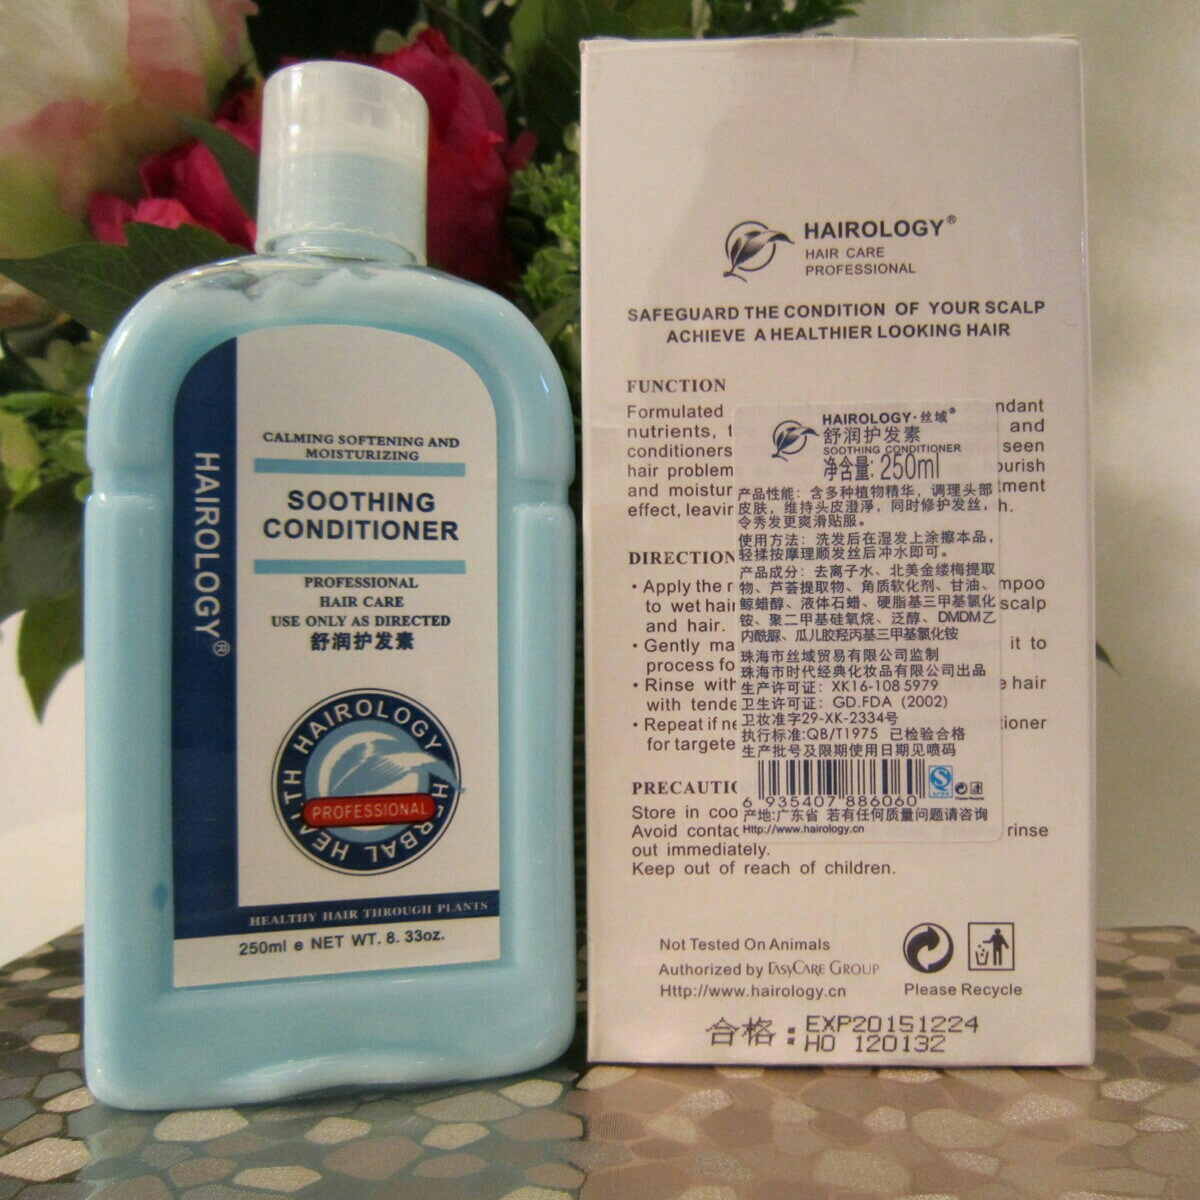 CALMING SOFTENING AND
MOISTURIZING
SOOTHING
CONDITIONER
PROFESSIONAL
HAIR CARE
USE ONLY AS DIRECTED
舒润护发素
HAIROLOGY®
HAIROLOGY HERBAL HEALTH
PROFESSIONAL
HEALTHY HAIR THROUGH PLANTS
250ml e NET WT. 8. 33oz.
HAIROLOGY®
HAIR CARE
PROFESSIONAL
SAFEGUARD THE CONDITION OF YOUR SCALP
ACHIEVE A HEALTHIER LOOKING HAIR
FUNCTION
Formulated
nutrients, and
conditioners seen
hair problem
and moistur
effect, leavin
DIRECTION
• Apply the
to wet hair scalp
and hair.
• Gently it to
process
• Rinse with hair
with
• Repeat if
for
Store in
Avoid rinse
out immediately.
Keep out of reach of children.
HAIROLOGY·丝域®
舒润护发素
SOOTHING CONDITIONER
净含量: 250ml
产品性能：含多种植物精华，调理头部
皮肤，维持头皮澄淨，同时修护发丝，
令秀发更爽滑贴服。
使用方法：洗发后在湿发上涂擦本品，
轻揉按摩理顺发丝后冲水即可。
产品成分：去离子水、北美金缕梅提取
物、芦荟提取物、角质软化剂、甘油、
鲸蜡醇、液体石蜡、硬脂基三甲基氯化
铵、聚二甲基硅氧烷、泛醇、DMDM乙
内酰脲、瓜儿胶羟丙基三甲基氯化铵
珠海市丝域贸易有限公司监制
珠海市时代经典化妆品有限公司出品
生产许可证：XK16-108 5979
卫生许可证：GD.FDA (2002)
卫妆准字29-XK-2334号
执行标准:QB/T1975 已检验合格
生产批号及限期使用日期见喷码
6 935407 886060
产地:广东省 若有任何质量问题请咨询
Http://www.hairology.cn
Not Tested On Animals
Authorized by EASYCARE GROUP
Http://www.hairology.cn
Please Recycle
合格: EXP20151224
HO 120132